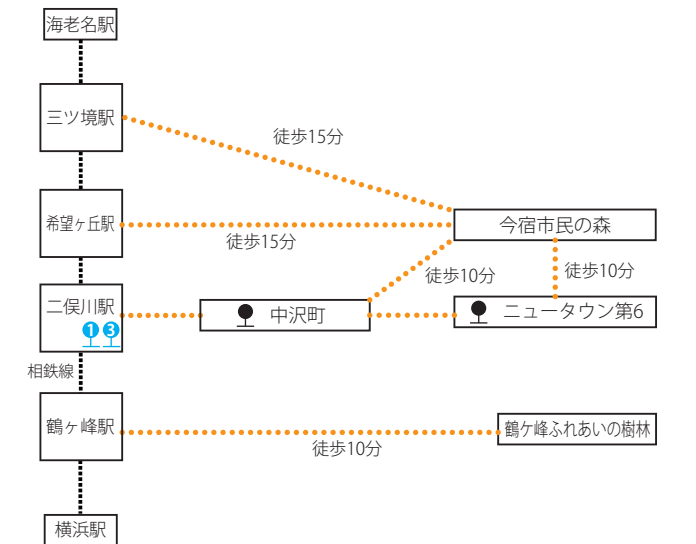 海老名駅
三ツ境駅
徒歩15分
希望ヶ丘駅
今宿市民の森
徒歩15分
徒歩10分
徒歩10分
二俣川駅
1 3
中沢町
ニュータウン第6
相鉄線
鶴ヶ峰駅
鶴ケ峰ふれあいの樹林
徒歩10分
横浜駅